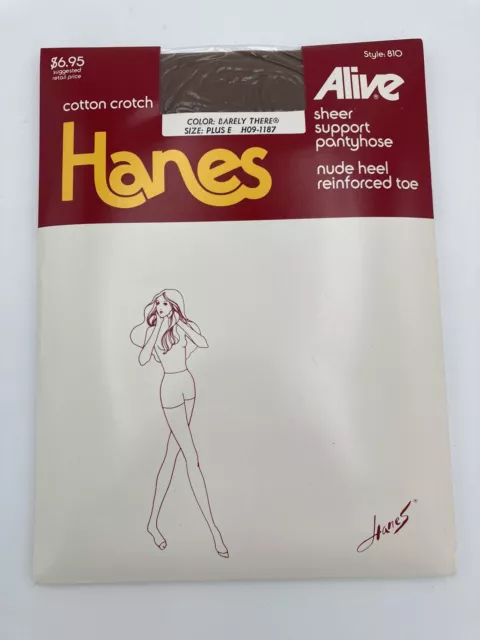 $6.95
suggested
retail price
Style: 810
cotton crotch
COLOR: BARELY THERE®
SIZE: PLUS E H09-1187
Hanes
Alive®
sheer
support
pantyhose
nude heel
reinforced toe
Hanes®